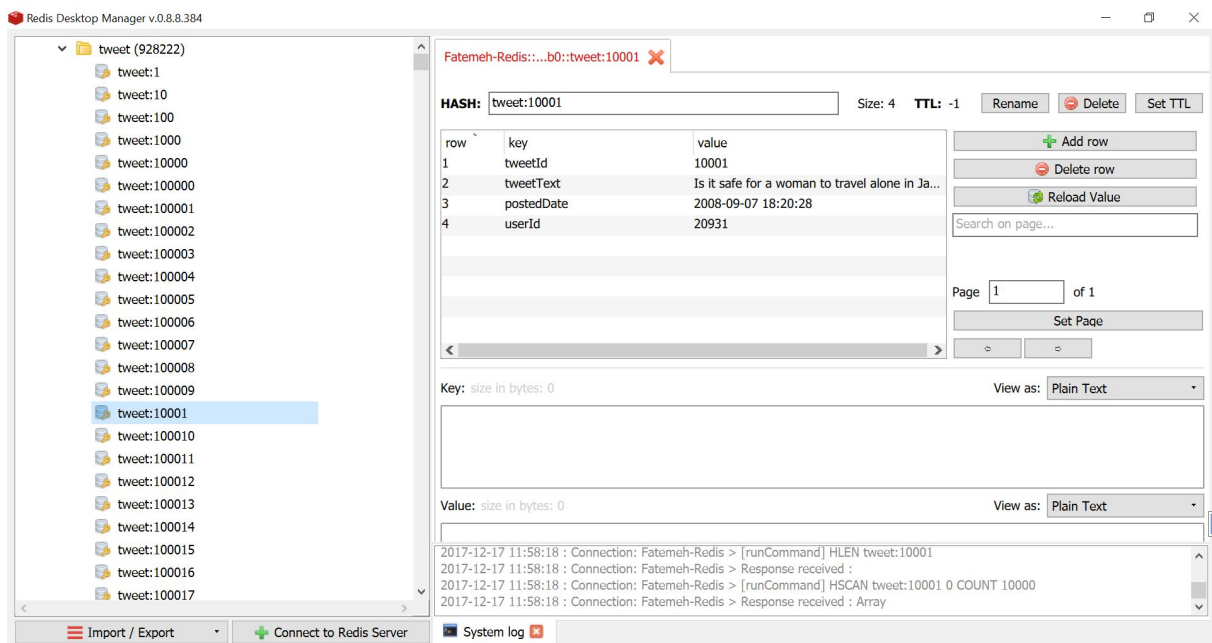 Redis Desktop Manager v.0.8.8.384
tweet (928222)
tweet:1
tweet:10
tweet:100
tweet:1000
tweet:10000
tweet:100000
tweet:100001
tweet:100002
tweet:100003
tweet:100004
tweet:100005
tweet:100006
tweet:100007
tweet:100008
tweet:100009
tweet:10001
tweet:100010
tweet:100011
tweet:100012
tweet:100013
tweet:100014
tweet:100015
tweet:100016
tweet:100017
Import / Export
Connect to Redis Server
Fatemeh-Redis::...b0::tweet:10001
HASH: tweet:10001 Size: 4 TTL: -1 Rename Delete Set TTL
row key value
1 tweetId 10001
2 tweetText Is it safe for a woman to travel alone in Ja...
3 postedDate 2008-09-07 18:20:28
4 userId 20931
Add row
Delete row
Reload Value
Search on page...
Page 1 of 1
Set Page
Key: size in bytes: 0 View as: Plain Text
Value: size in bytes: 0 View as: Plain Text
2017-12-17 11:58:18 : Connection: Fatemeh-Redis > [runCommand] HLEN tweet:10001
2017-12-17 11:58:18 : Connection: Fatemeh-Redis > Response received :
2017-12-17 11:58:18 : Connection: Fatemeh-Redis > [runCommand] HSCAN tweet:10001 0 COUNT 10000
2017-12-17 11:58:18 : Connection: Fatemeh-Redis > Response received : Array
System log